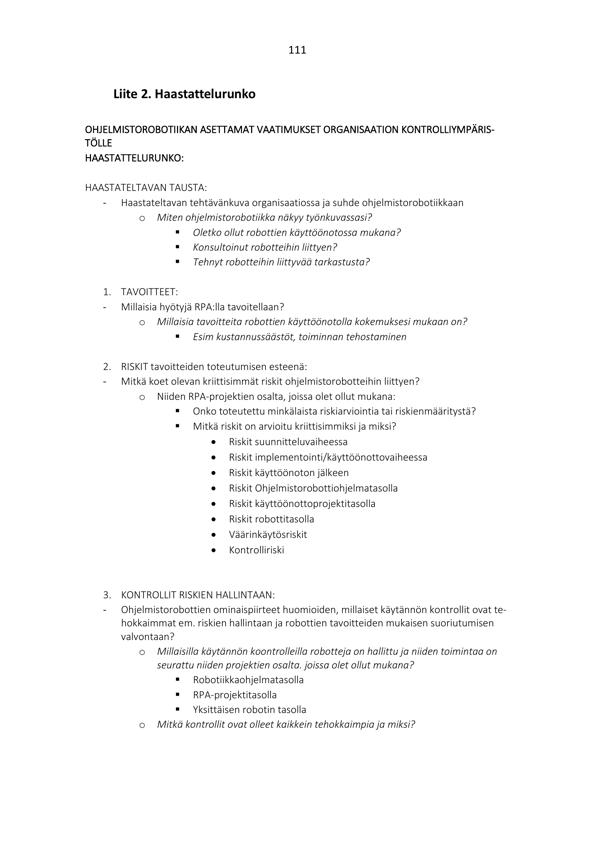 111
Liite 2. Haastattelurunko
OHJELMISTOROBOTIIKAN ASETTAMAT VAATIMUKSET ORGANISAATION KONTROLLIYMPÄRIS-
TÖLLE
HAASTATTELURUNKO:
HAASTATELTAVAN TAUSTA:
- Haastateltavan tehtävänkuva organisaatiossa ja suhde ohjelmistorobotiikkaan
o Miten ohjelmistorobotiikka näkyy työnkuvassasi?
▪ Oletko ollut robottien käyttöönotossa mukana?
▪ Konsultoinut robotteihin liittyen?
▪ Tehnyt robotteihin liittyvää tarkastusta?
1. TAVOITTEET:
- Millaisia hyötyjä RPA:lla tavoitellaan?
o Millaisia tavoitteita robottien käyttöönotolla kokemuksesi mukaan on?
▪ Esim kustannussäästöt, toiminnan tehostaminen
2. RISKIT tavoitteiden toteutumisen esteenä:
- Mitkä koet olevan kriittisimmät riskit ohjelmistorobotteihin liittyen?
o Niiden RPA-projektien osalta, joissa olet ollut mukana:
▪ Onko toteutettu minkälaista riskiarviointia tai riskienmääritystä?
▪ Mitkä riskit on arvioitu kriittisimmiksi ja miksi?
• Riskit suunnitteluvaiheessa
• Riskit implementointi/käyttöönottovaiheessa
• Riskit käyttöönoton jälkeen
• Riskit Ohjelmistorobottiohjelmatasolla
• Riskit käyttöönottoprojektitasolla
• Riskit robottitasolla
• Väärinkäytösriskit
• Kontrolliriski
3. KONTROLLIT RISKIEN HALLINTAAN:
- Ohjelmistorobottien ominaispiirteet huomioiden, millaiset käytännön kontrollit ovat te-
hokkaimmat em. riskien hallintaan ja robottien tavoitteiden mukaisen suoriutumisen
valvontaan?
o Millaisilla käytännön koontrolleilla robotteja on hallittu ja niiden toimintaa on
seurattu niiden projektien osalta. joissa olet ollut mukana?
▪ Robotiikkaohjelmatasolla
▪ RPA-projektitasolla
▪ Yksittäisen robotin tasolla
o Mitkä kontrollit ovat olleet kaikkein tehokkaimpia ja miksi?